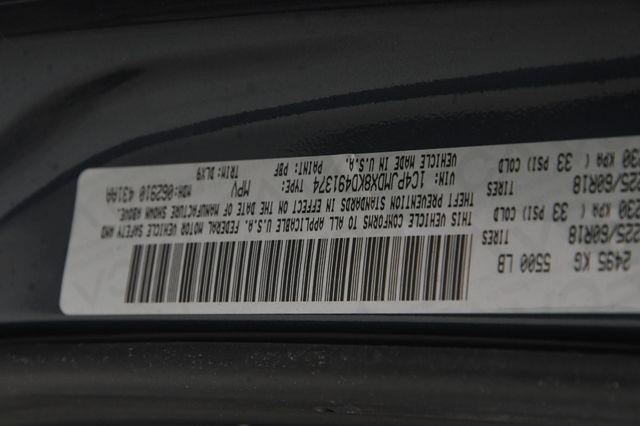 2495 KG
5500 LB
TIRES
225/60R18
230 KPA ( 33 PSI) COLD
TIRES
225/60R18
230 KPA ( 33 PSI) COLD
THIS VEHICLE CONFORMS TO ALL APPLICABLE U.S.A. FEDERAL MOTOR VEHICLE SAFETY AND
THEFT PREVENTION STANDARDS IN EFFECT ON THE DATE OF MANUFACTURE SHOWN ABOVE.
VIN: 1C4PJMDX8KD491374 TYPE: MPV MDH: 062910 431AA
VEHICLE MADE IN U.S.A. PAINT: PBF TRIM: DLX9